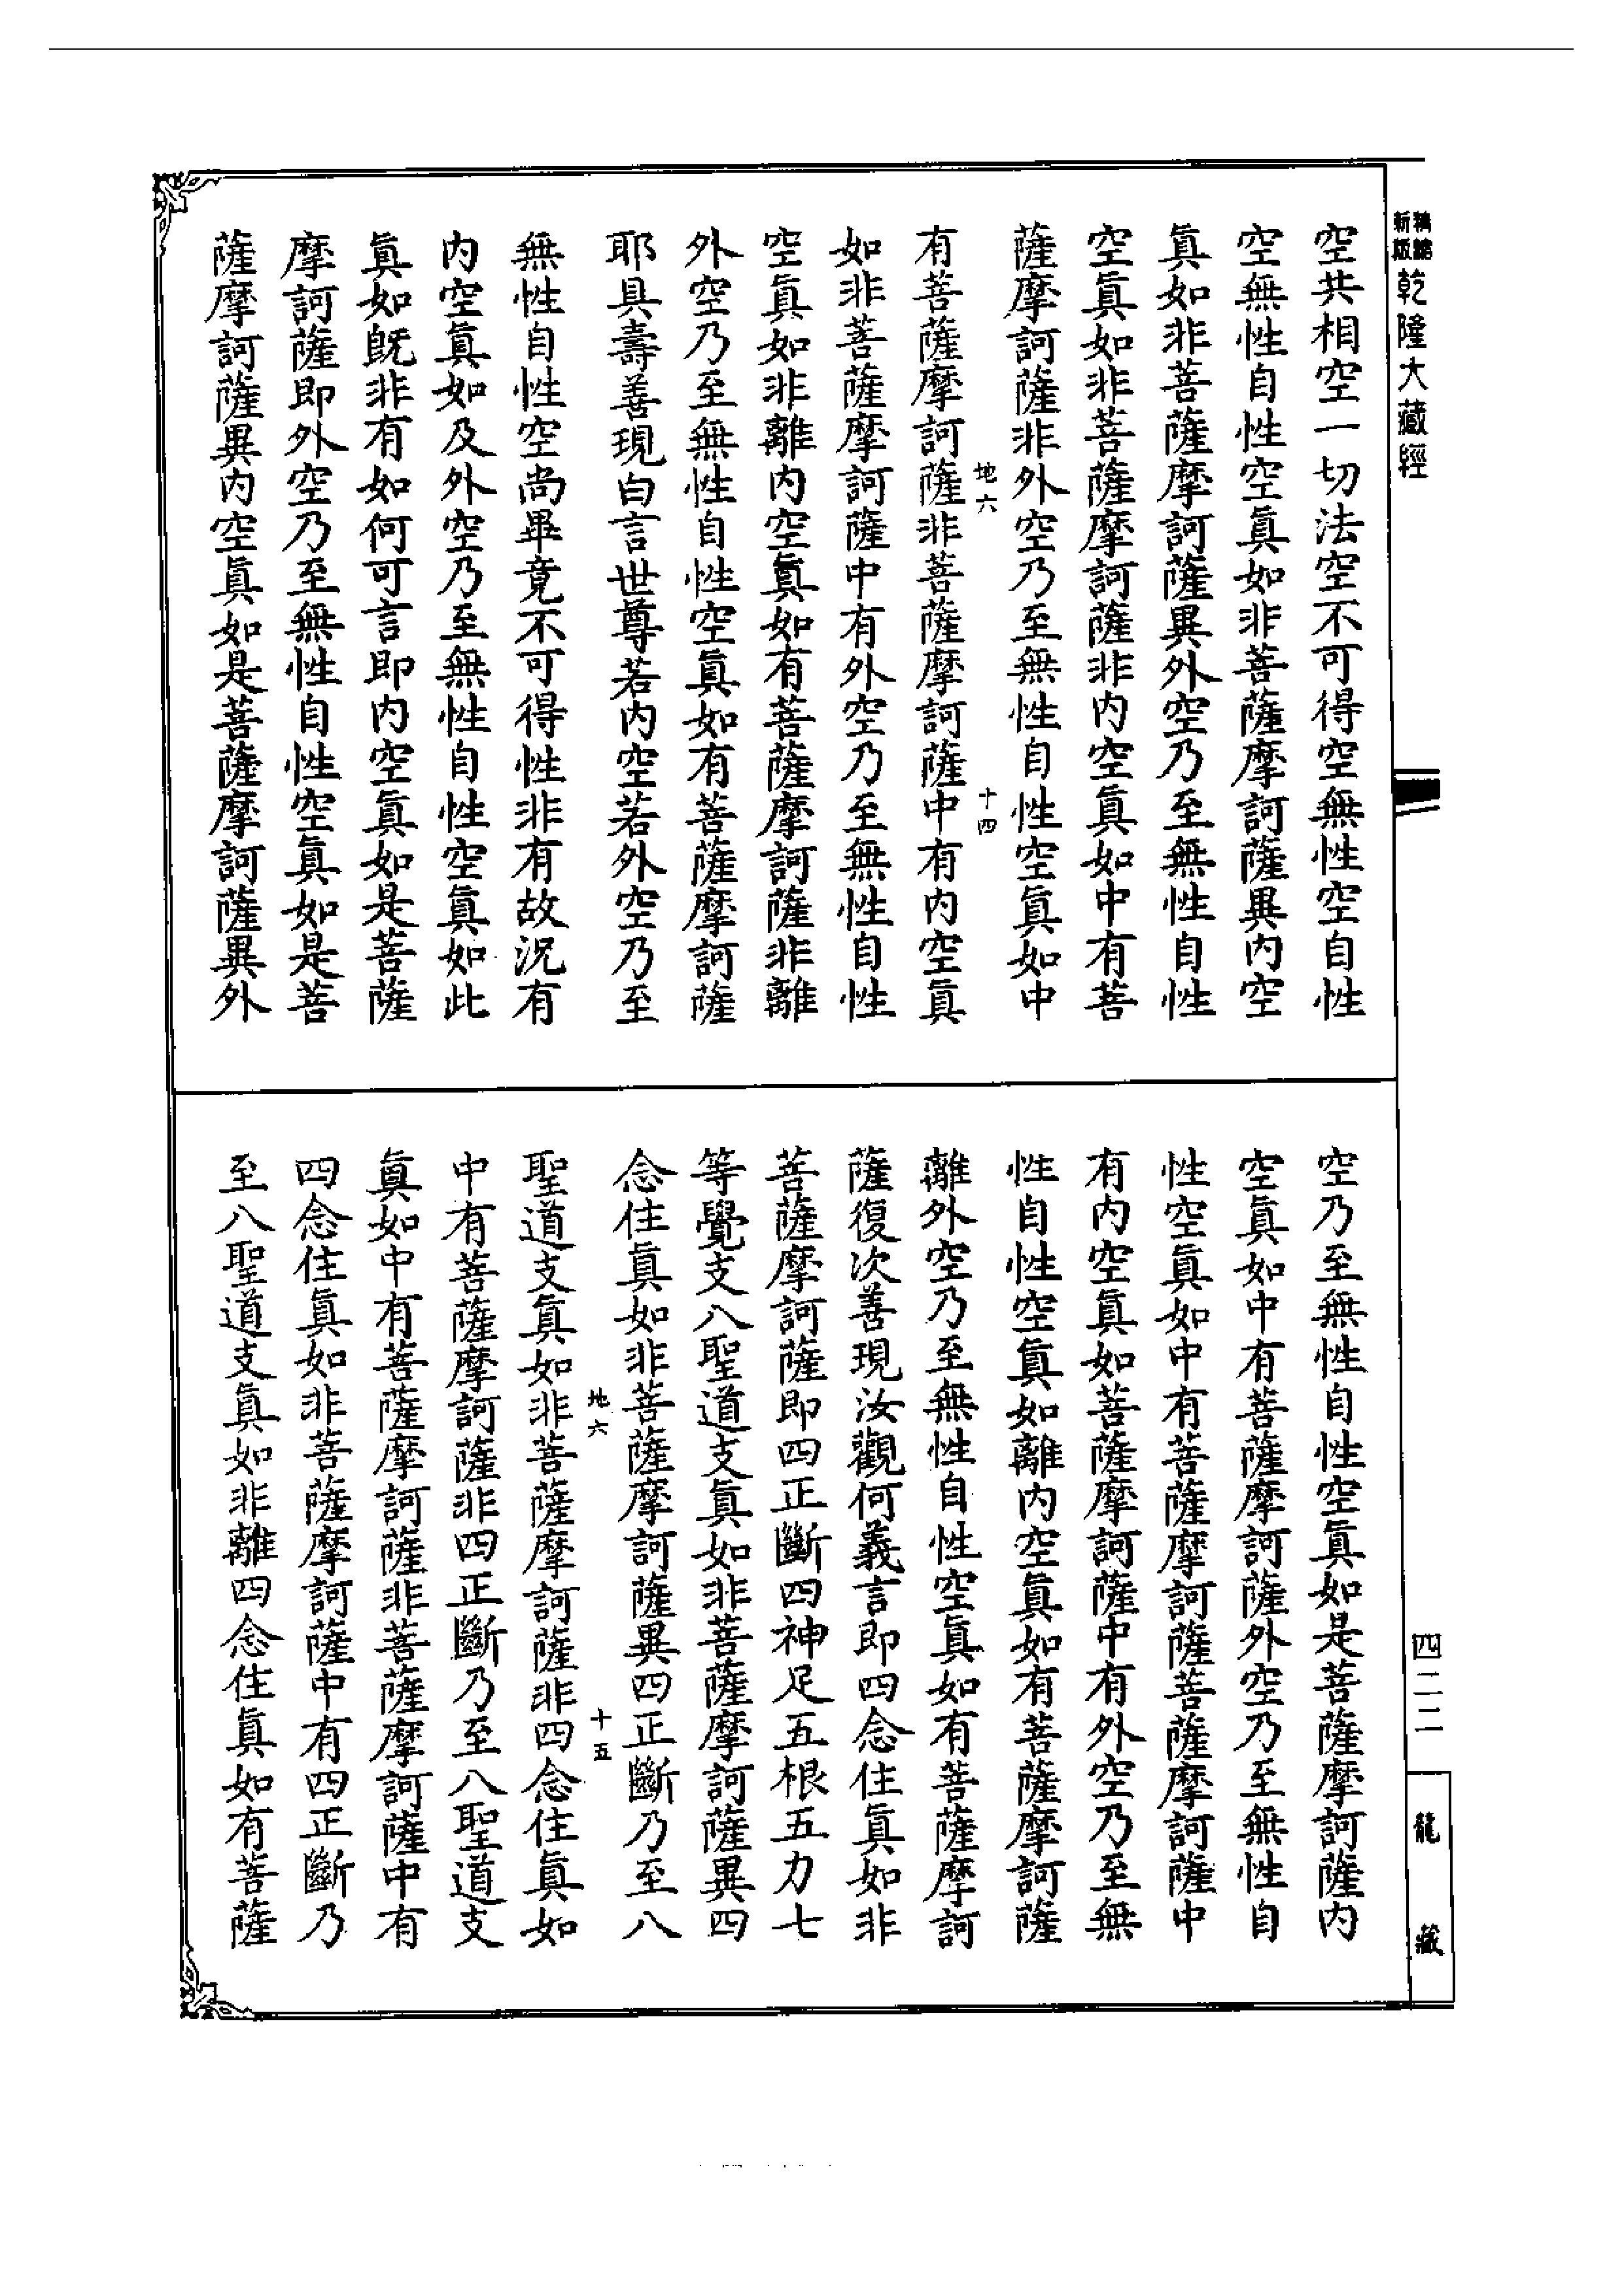 新版精縮
乾隆大藏經
空共相空一切法空不可得空無性空自性
空無性自性空眞如非菩薩摩訶薩異內空
眞如非菩薩摩訶薩異外空乃至無性自性
空眞如非菩薩摩訶薩非內空眞如中有菩
薩摩訶薩非外空乃至無性自性空眞如中
地六
十四
有菩薩摩訶薩非菩薩摩訶薩中有內空眞
如非菩薩摩訶薩中有外空乃至無性自性
空眞如非離內空眞如有菩薩摩訶薩非離
外空乃至無性自性空眞如有菩薩摩訶薩
耶具壽善現白言世尊若內空若外空乃至
無性自性空尚畢竟不可得性非有故況有
內空眞如及外空乃至無性自性空眞如此
眞如旣非有如何可言即內空眞如是菩薩
摩訶薩即外空乃至無性自性空眞如是菩
薩摩訶薩異內空眞如是菩薩摩訶薩異外
空乃至無性自性空眞如是菩薩摩訶薩內
空眞如中有菩薩摩訶薩外空乃至無性自
性空眞如中有菩薩摩訶薩菩薩摩訶薩中
有內空眞如菩薩摩訶薩中有外空乃至無
性自性空眞如離內空眞如有菩薩摩訶薩
離外空乃至無性自性空眞如有菩薩摩訶
薩復次善現汝觀何義言即四念住眞如非
菩薩摩訶薩即四正斷四神足五根五力七
等覺支八聖道支眞如非菩薩摩訶薩異四
念住眞如非菩薩摩訶薩異四正斷乃至八
地六
十五
聖道支眞如非菩薩摩訶薩非四念住眞如
中有菩薩摩訶薩非四正斷乃至八聖道支
眞如中有菩薩摩訶薩非菩薩摩訶薩中有
四念住眞如非菩薩摩訶薩中有四正斷乃
至八聖道支眞如非離四念住眞如有菩薩
四二二
龍藏